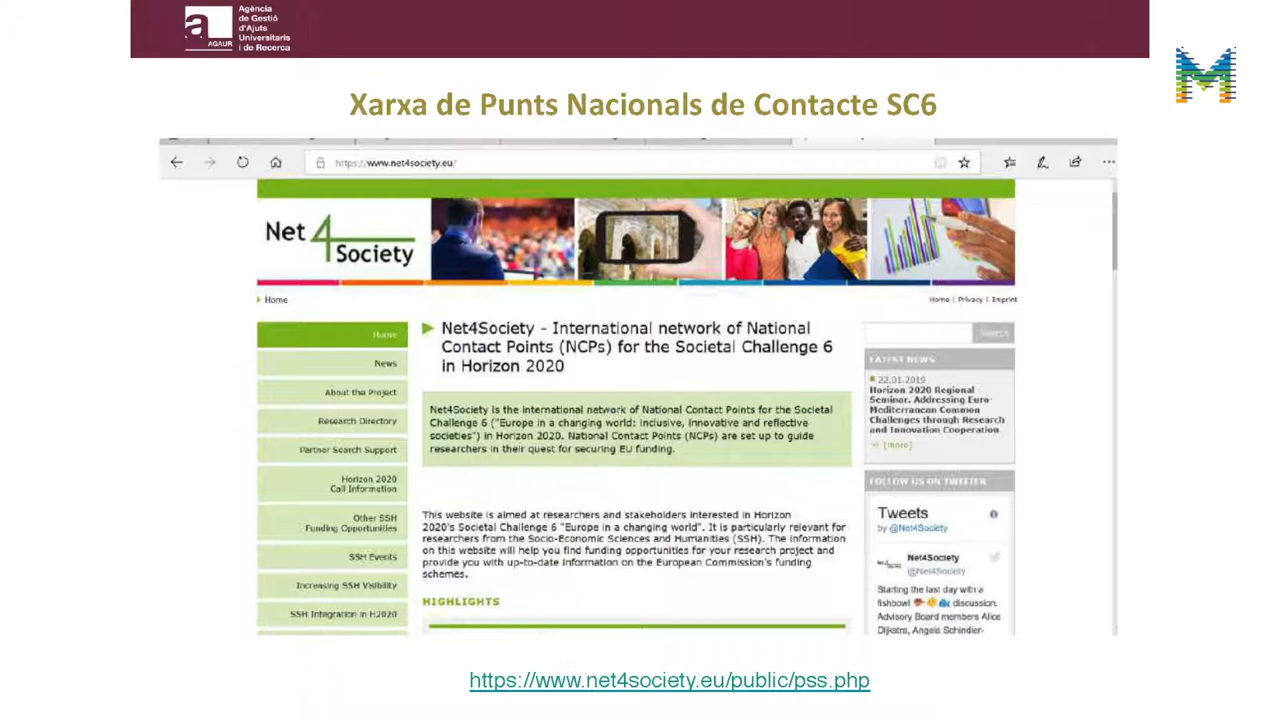 Agència
de Gestió
d'Ajuts
Universitaris
i de Recerca
a
AGAUR
M
Xarxa de Punts Nacionals de Contacte SC6
https://www.net4society.eu/
Net 4 Society
Home
Home | Privacy | Imprint
Home
News
About the Project
Research Directory
Partner Search Support
Horizon 2020
Call Information
Other SSH
Funding Opportunities
SSH Events
Increasing SSH Visibility
SSH Integration in H2020
Net4Society - International network of National
Contact Points (NCPs) for the Societal Challenge 6
in Horizon 2020
Net4Society is the international network of National Contact Points for the Societal
Challenge 6 ("Europe in a changing world: inclusive, innovative and reflective
societies") in Horizon 2020. National Contact Points (NCPs) are set up to guide
researchers in their quest for securing EU funding.
This website is aimed at researchers and stakeholders interested in Horizon
2020's Societal Challenge 6 "Europe in a changing world". It is particularly relevant for
researchers from the Socio-Economic Sciences and Humanities (SSH). The information
on this website will help you find funding opportunities for your research project and
provide you with up-to-date information on the European Commission's funding
schemes.
HIGHLIGHTS
Search
LATEST NEWS
22.01.2019
Horizon 2020 Regional
Seminar. Addressing Euro-
Mediterranean Common
Challenges through Research
and Innovation Cooperation
[more]
FOLLOW US ON TWITTER
Tweets
by @Net4Society
Net4Society
@Net4Society
Starting the last day with a
fishbowl discussion.
Advisory Board members Alice
Dijkstra, Angela Schindler-
https://www.net4society.eu/public/pss.php